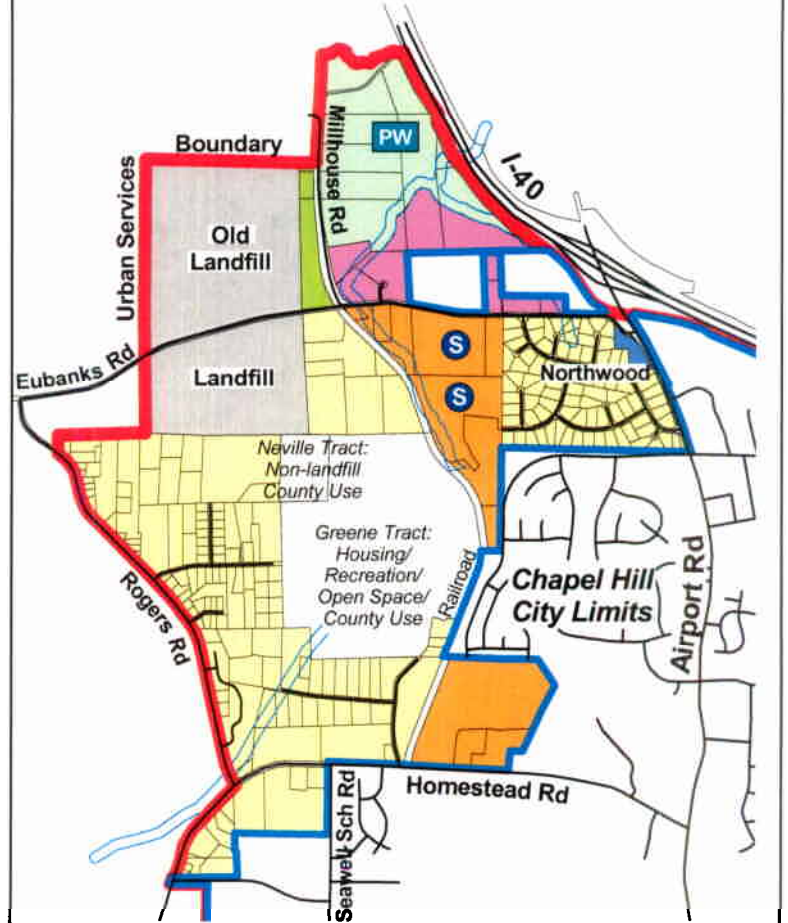 PW
I-40
Millhouse Rd
Boundary
Urban Services
Old
Landfill
Eubanks Rd
Landfill
S
S
Northwood
Neville Tract:
Non-landfill
County Use
Greene Tract:
Housing/
Recreation/
Open Space/
County Use
Railroad
Chapel Hill
City Limits
Airport Rd
Rogers Rd
Homestead Rd
Seawell Sch Rd